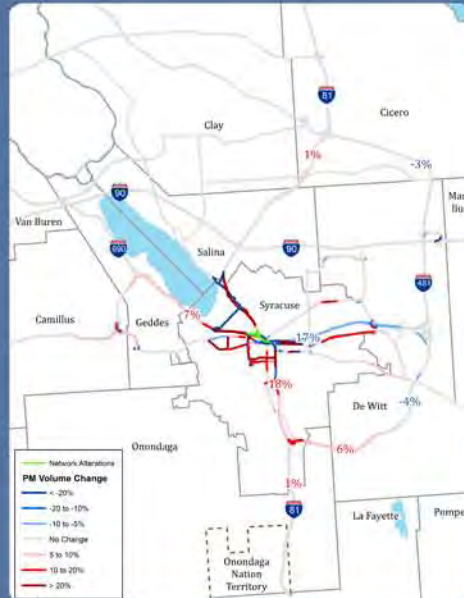 81
Cicero
Clay
1%
-3%
90
Van Buren
690
Salina
90
Syracuse
481
Camillus
Geddes
7%
17%
18%
De Witt
-4%
Onondaga
6%
1%
81
La Fayette
Pompe
Onondaga
Nation
Territory
Network Alterations
PM Volume Change
< -20%
-20 to -10%
-10 to -5%
No Change
5 to 10%
10 to 20%
> 20%